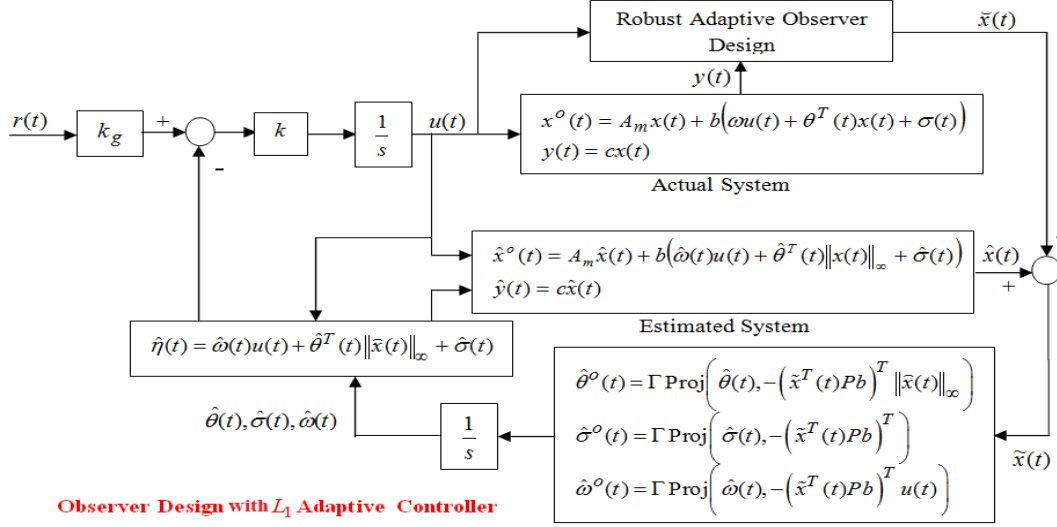 Robust Adaptive Observer
Design
x̆(t)
y(t)
r(t)
k_g
+
-
k
1/s
u(t)
x^o(t) = A_m x(t) + b(ωu(t) + θ^T(t)x(t) + σ(t))
y(t) = cx(t)
Actual System
x̂^o(t) = A_m x̂(t) + b(ω̂(t)u(t) + θ̂^T(t)‖x(t)‖_∞ + σ̂(t))
ŷ(t) = cx̂(t)
x̂(t)
+
Estimated System
η̂(t) = ω̂(t)u(t) + θ̂^T(t)‖x̆(t)‖_∞ + σ̂(t)
θ̂^o(t) = Γ Proj(θ̂(t), -(x̃^T(t)Pb)^T ‖x̆(t)‖_∞)
σ̂^o(t) = Γ Proj(σ̂(t), -(x̃^T(t)Pb)^T)
ω̂^o(t) = Γ Proj(ω̂(t), -(x̃^T(t)Pb)^T u(t))
x̃(t)
θ̂(t), σ̂(t), ω̂(t)
1/s
Observer Design with L_1 Adaptive Controller